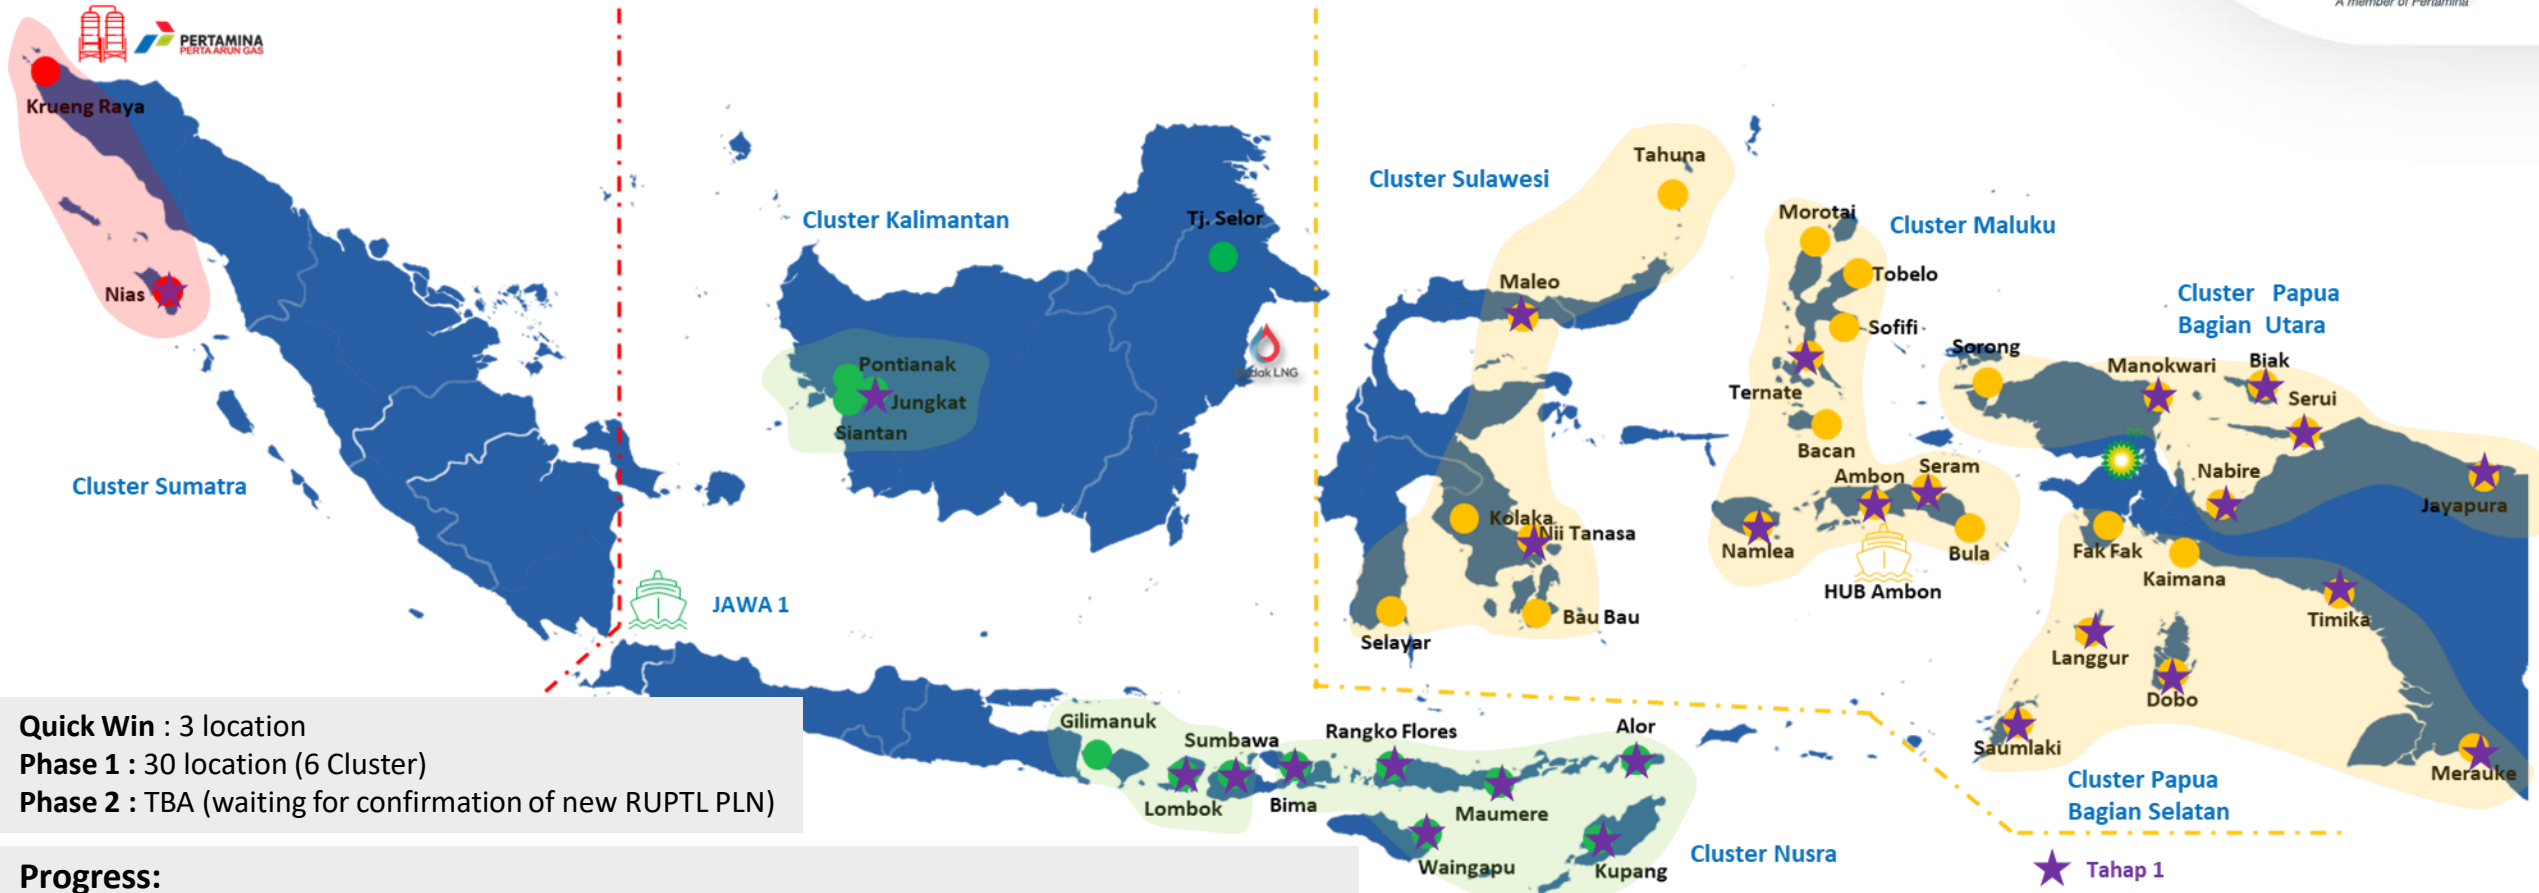 A member of Pertamina
PERTAMINA
PERTA ARUN GAS
Krueng Raya
Nias
Cluster Sumatra
Cluster Kalimantan
Tj. Selor
Pontianak
Jungkat
Siantan
LNG
JAWA 1
Cluster Sulawesi
Tahuna
Maleo
Kolaka
Nii Tanasa
Bau Bau
Selayar
Cluster Maluku
Morotai
Tobelo
Sofifi
Ternate
Bacan
Ambon
Seram
Namlea
Bula
HUB Ambon
Cluster Papua
Bagian Utara
Sorong
Manokwari
Biak
Serui
Nabire
Jayapura
Fak Fak
Kaimana
Timika
Langgur
Dobo
Saumlaki
Merauke
Cluster Papua
Bagian Selatan
Gilimanuk
Sumbawa
Lombok
Bima
Rangko Flores
Maumere
Alor
Waingapu
Kupang
Cluster Nusra
Tahap 1
Quick Win : 3 location
Phase 1 : 30 location (6 Cluster)
Phase 2 : TBA (waiting for confirmation of new RUPTL PLN)
Progress: